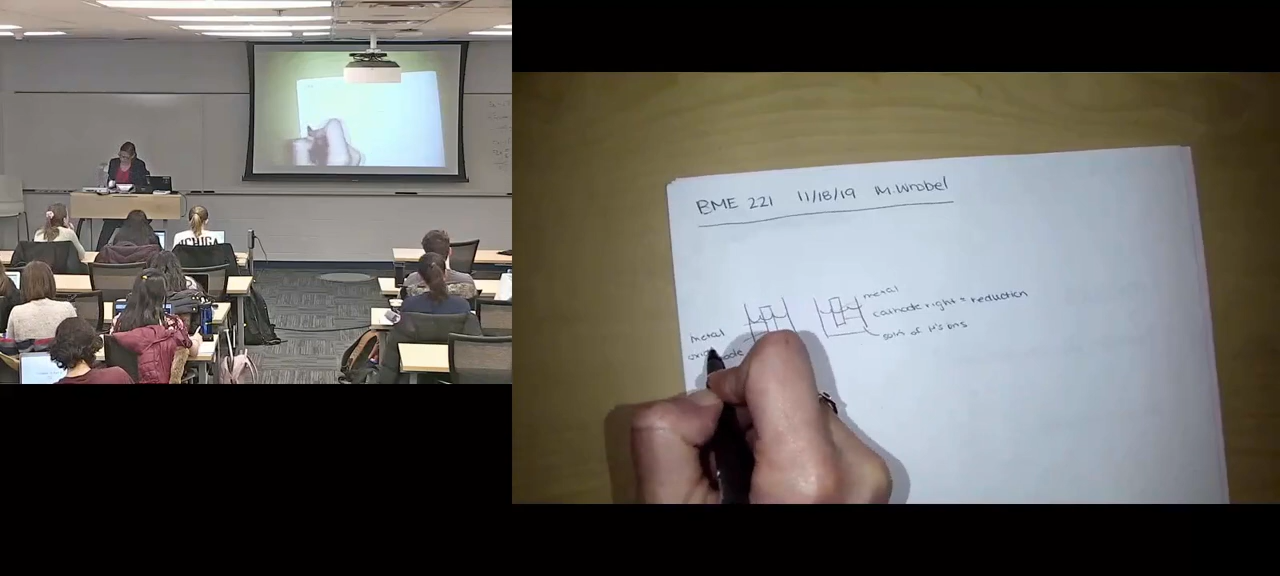 BME 221 11/18/19 M. Wrobel
metal
cathode right = reduction
soln of it's ions
metal